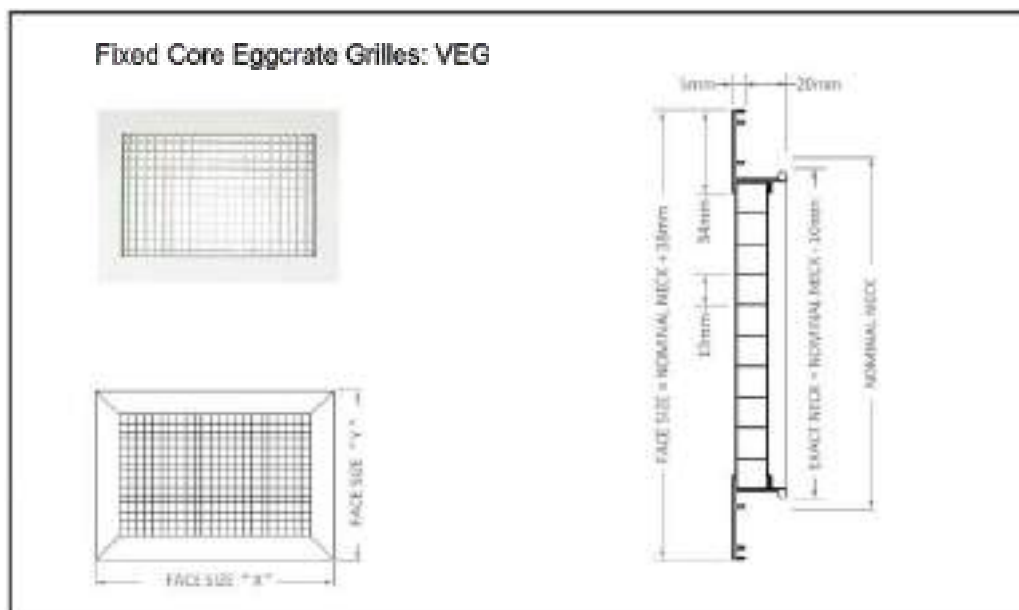 Fixed Core Eggcrate Grilles: VEG
5mm
20mm
FACE SIZE = NOMINAL NECK + 38mm
34mm
13mm
EXACT NECK = NOMINAL NECK - 10mm
NOMINAL NECK
FACE SIZE "Y"
FACE SIZE "X"